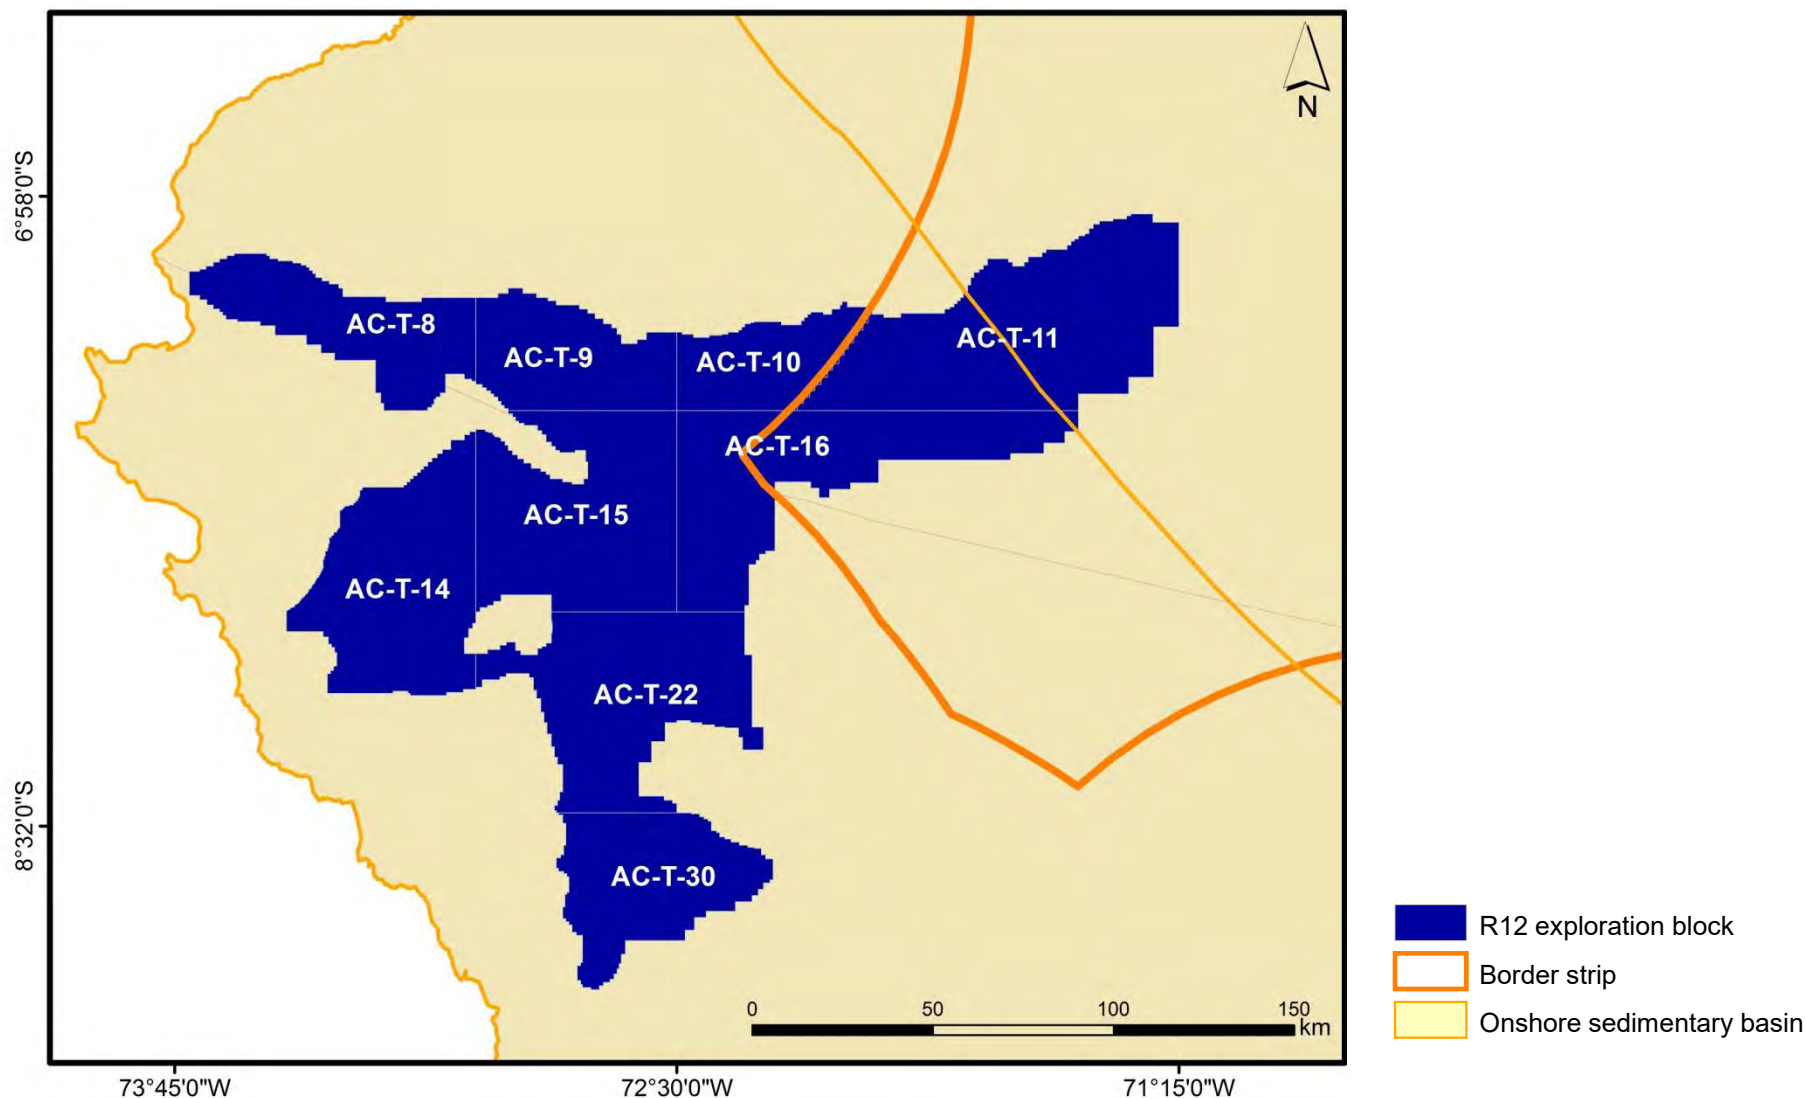 N
6°58'0"S
AC-T-8
AC-T-9
AC-T-10
AC-T-11
AC-T-16
AC-T-15
AC-T-14
AC-T-22
8°32'0"S
AC-T-30
0 50 100 150
km
73°45'0"W 72°30'0"W 71°15'0"W
R12 exploration block
Border strip
Onshore sedimentary basin